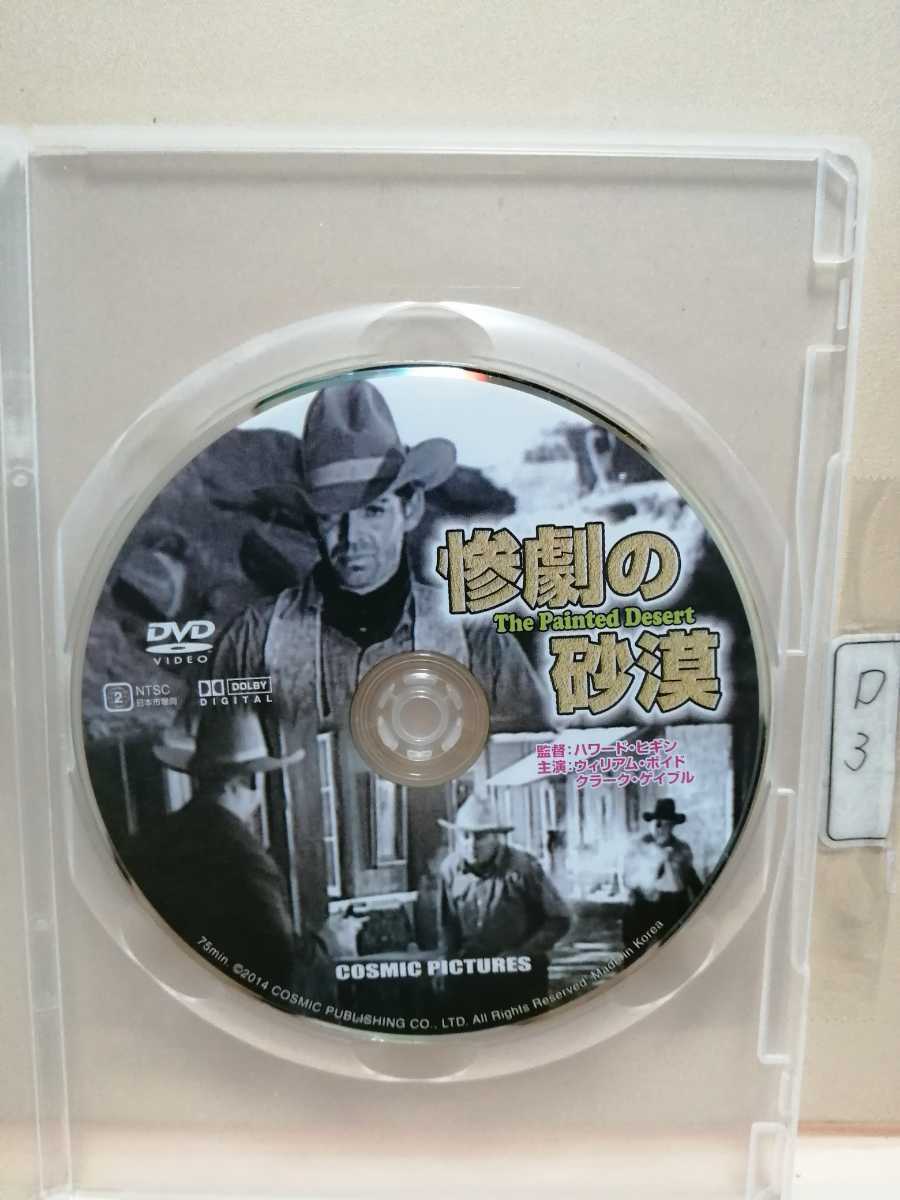 惨劇の
The Painted Desert
砂漠
DVD
VIDEO
2
NTSC
日本市場向
DOLBY
DIGITAL
監督:ハワード・ヒギン
主演:ウィリアム・ボイド
クラーク・ゲイブル
COSMIC PICTURES
75min ©2014 COSMIC PUBLISHING CO., LTD. All Rights Reserved Made in Korea
D
3